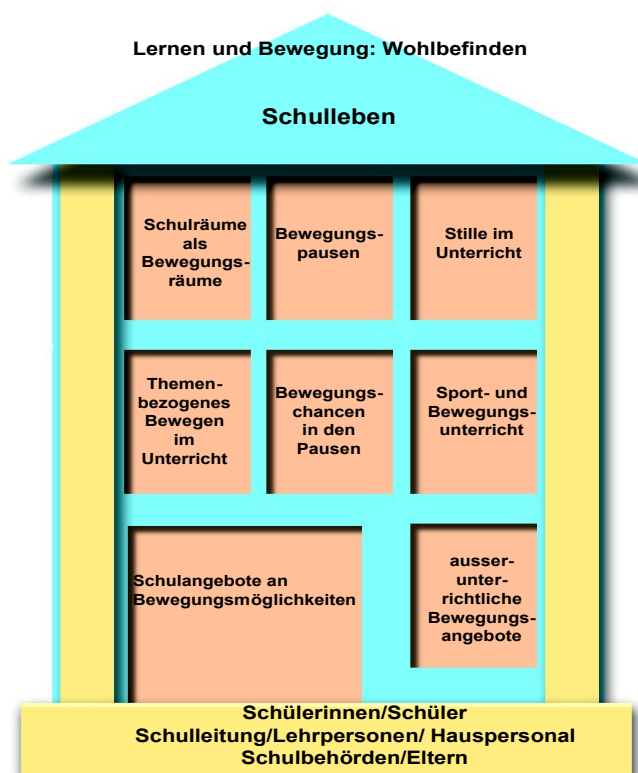 Lernen und Bewegung: Wohlbefinden
Schulleben
Schulräume
als
Bewegungs-
räume
Bewegungs-
pausen
Stille im
Unterricht
Themen-
bezogenes
Bewegen
im
Unterricht
Bewegungs-
chancen
in den
Pausen
Sport- und
Bewegungs-
unterricht
Schulangebote an
Bewegungsmöglichkeiten
ausser-
unter-
richtliche
Bewegungs-
angebote
Schülerinnen/Schüler
Schulleitung/Lehrpersonen/ Hauspersonal
Schulbehörden/Eltern